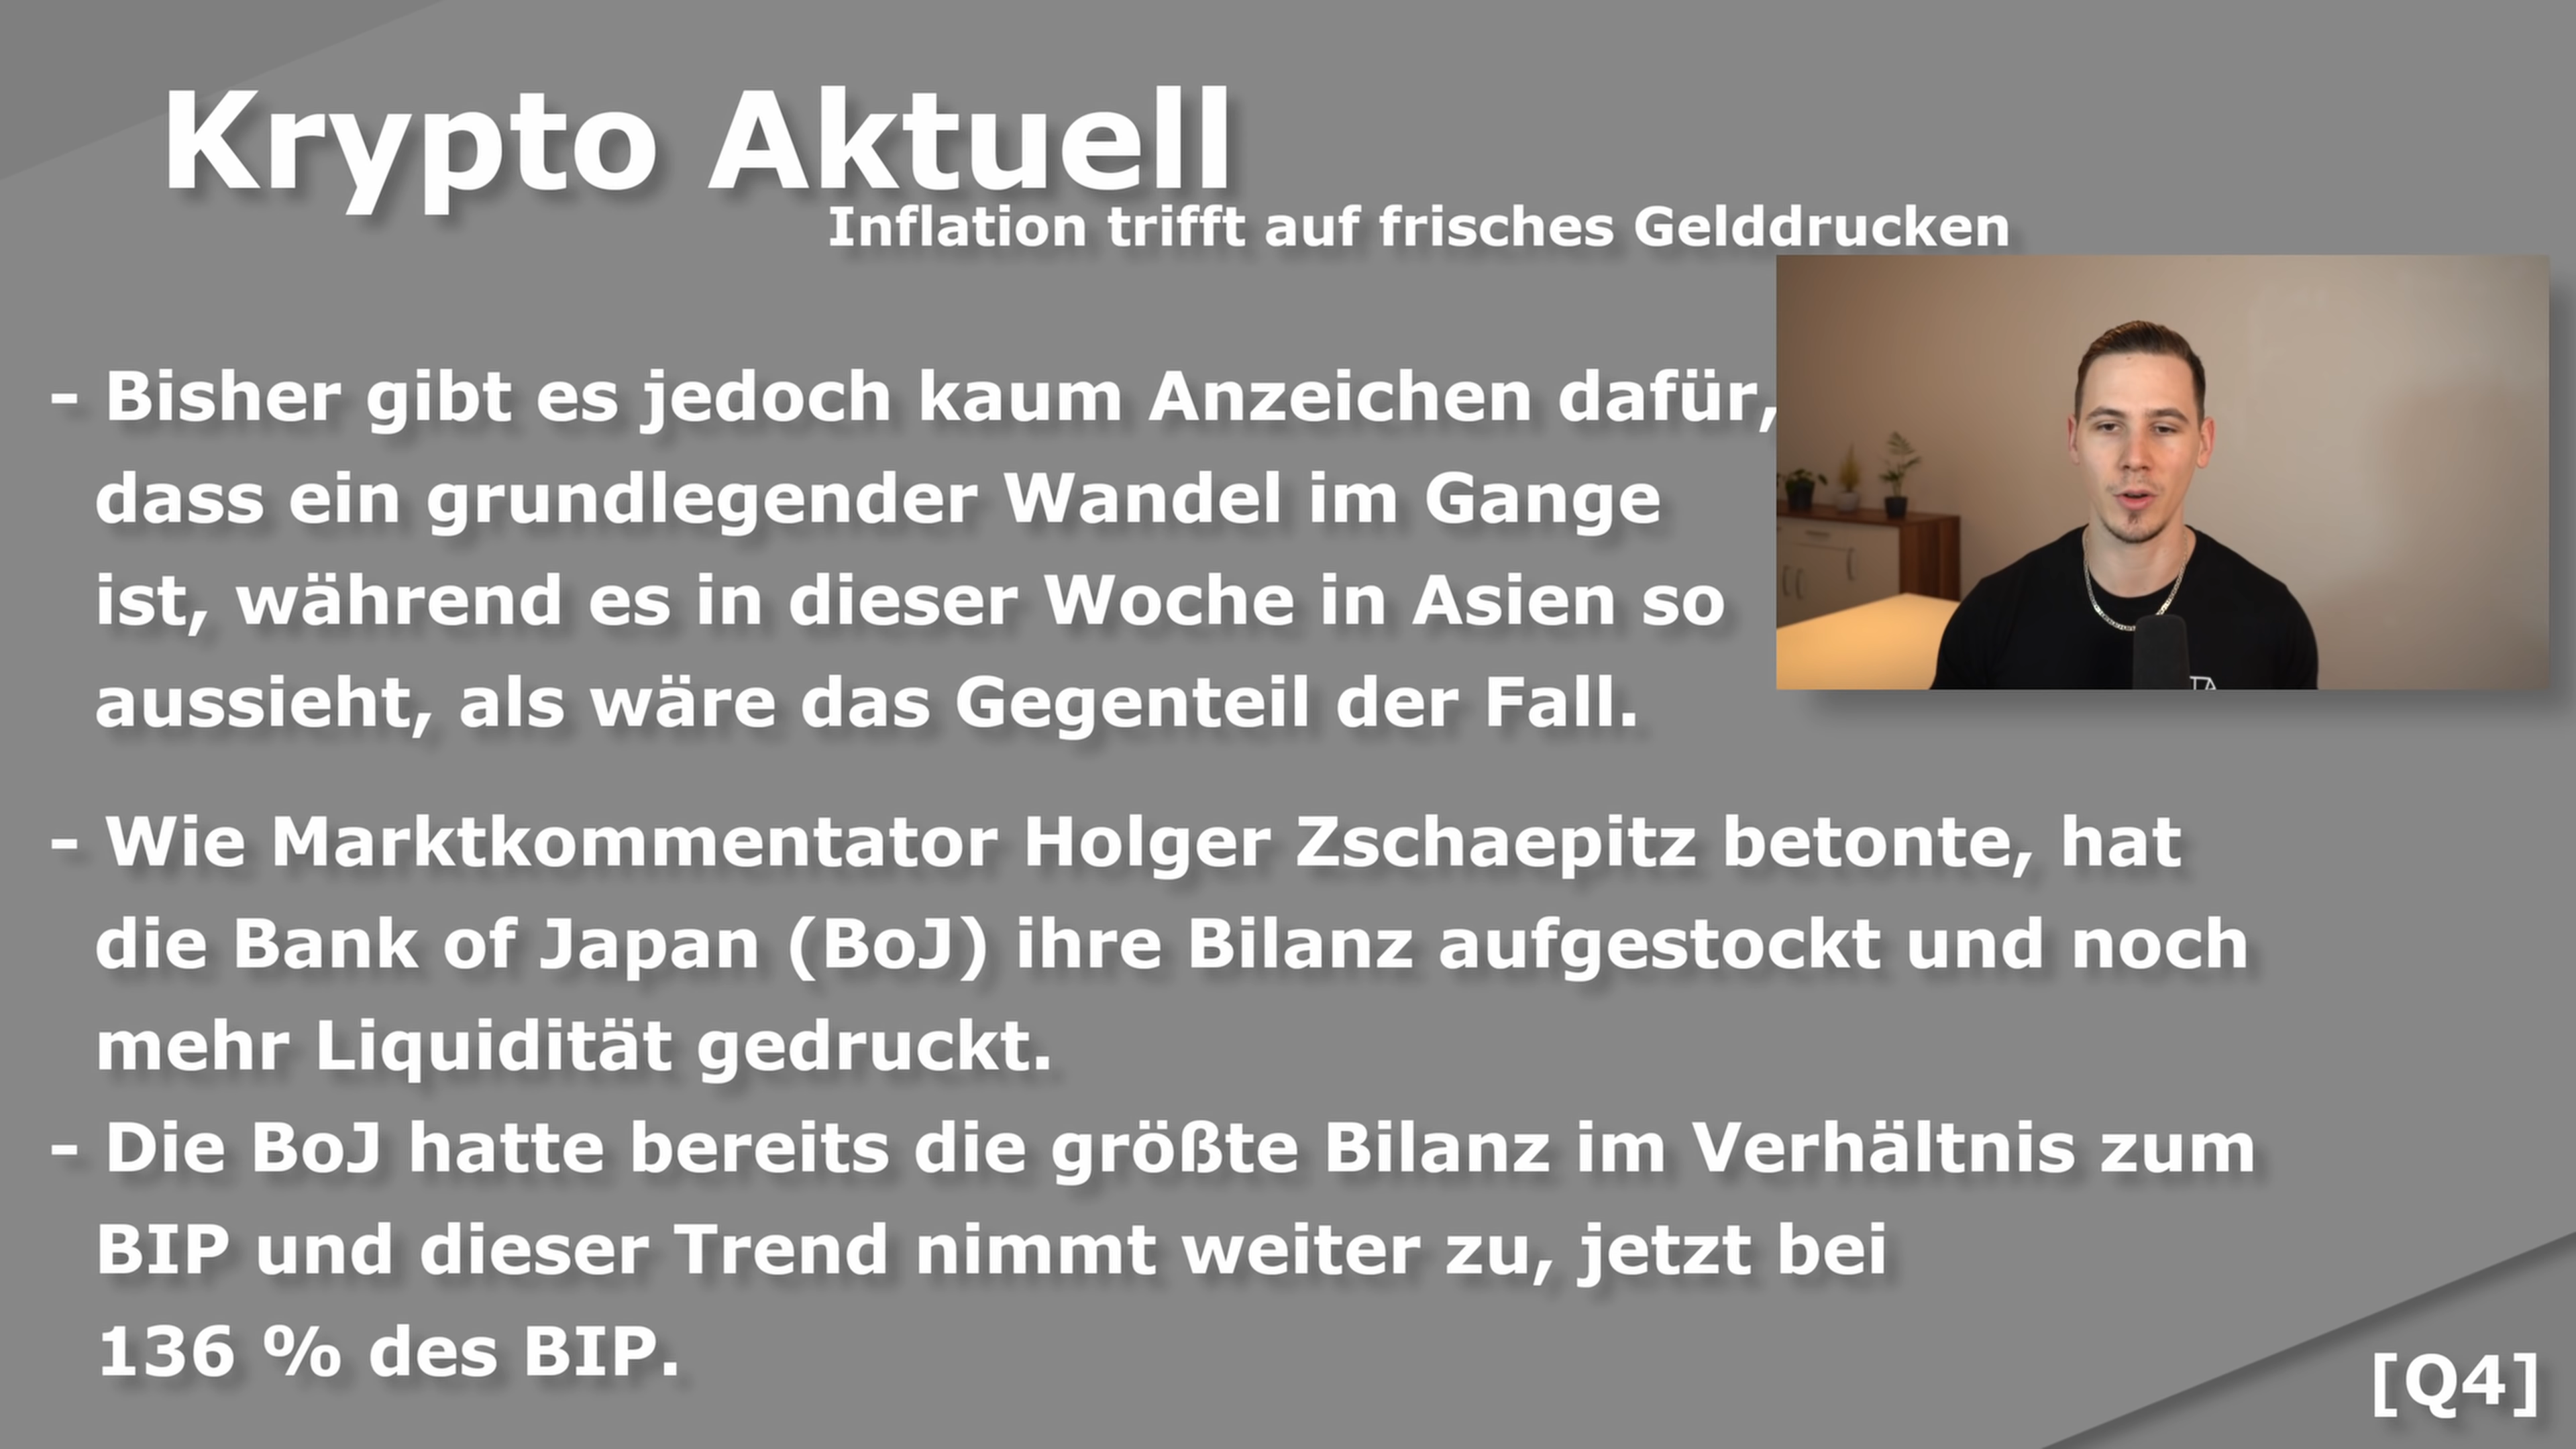 Krypto Aktuell
Inflation trifft auf frisches Gelddrucken
- Bisher gibt es jedoch kaum Anzeichen dafür,
dass ein grundlegender Wandel im Gange
ist, während es in dieser Woche in Asien so
aussieht, als wäre das Gegenteil der Fall.
- Wie Marktkommentator Holger Zschaepitz betonte, hat
die Bank of Japan (BoJ) ihre Bilanz aufgestockt und noch
mehr Liquidität gedruckt.
- Die BoJ hatte bereits die größte Bilanz im Verhältnis zum
BIP und dieser Trend nimmt weiter zu, jetzt bei
136 % des BIP.
[Q4]